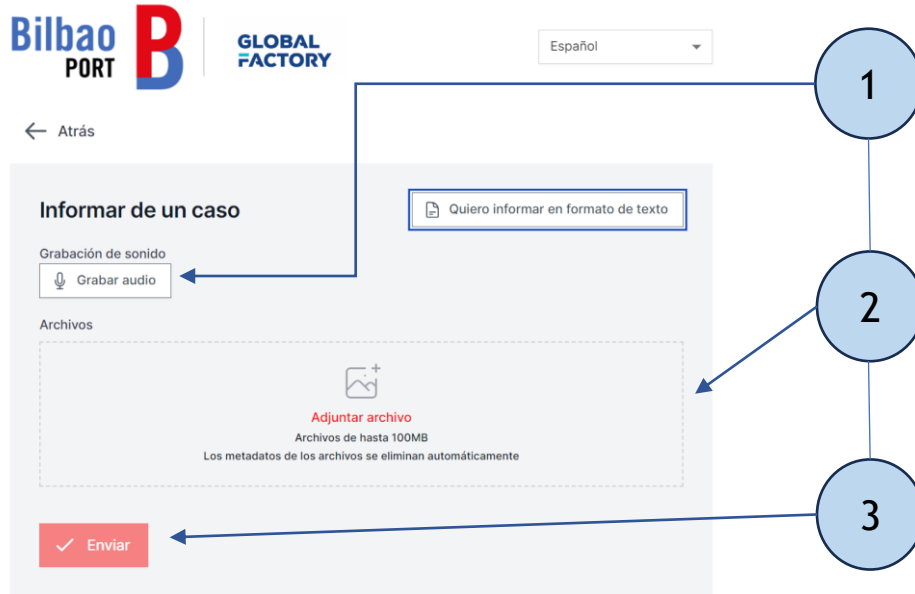 Bilbao
PORT
B
GLOBAL
FACTORY
Español
1
Atrás
Informar de un caso
Quiero informar en formato de texto
Grabación de sonido
Grabar audio
Archivos
2
Adjuntar archivo
Archivos de hasta 100MB
Los metadatos de los archivos se eliminan automáticamente
3
Enviar